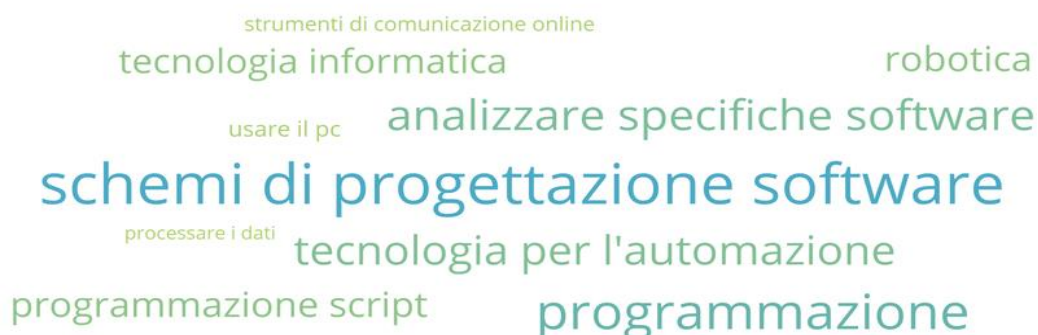 strumenti di comunicazione online
tecnologia informatica
robotica
analizzare specifiche software
usare il pc
schemi di progettazione software
processare i dati
tecnologia per l'automazione
programmazione script
programmazione